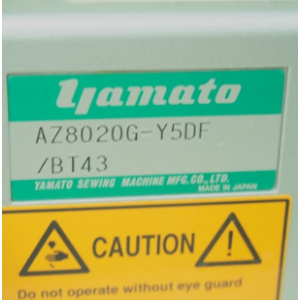 yamato
AZ8020G-Y5DF
/BT43
YAMATO SEWING MACHINE MFG.CO.,LTD.
MADE IN JAPAN
CAUTION
Do not operate without eye guard